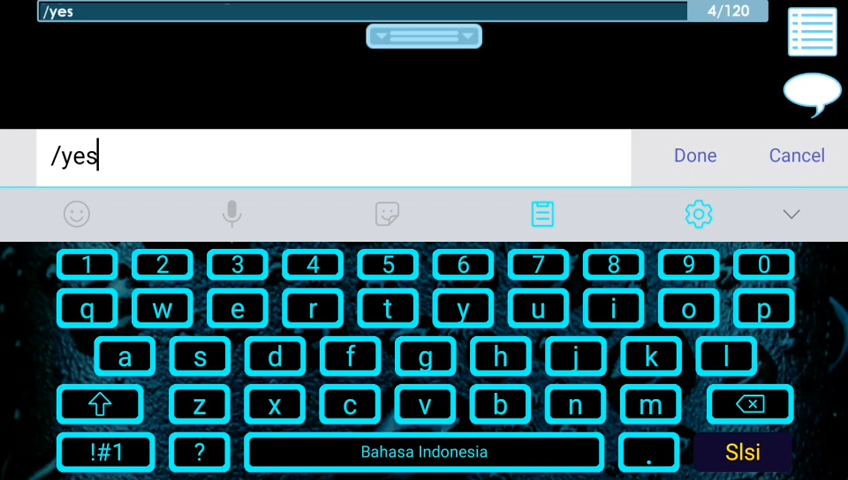 /yes 4/120
/yes Done Cancel
1 2 3 4 5 6 7 8 9 0
q w e r t y u i o p
a s d f g h j k l
z x c v b n m
!#1 ? Bahasa Indonesia . Slsi